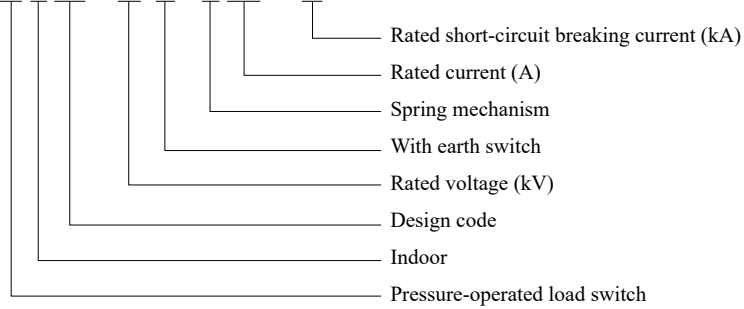 Rated short-circuit breaking current (kA)
Rated current (A)
Spring mechanism
With earth switch
Rated voltage (kV)
Design code
Indoor
Pressure-operated load switch